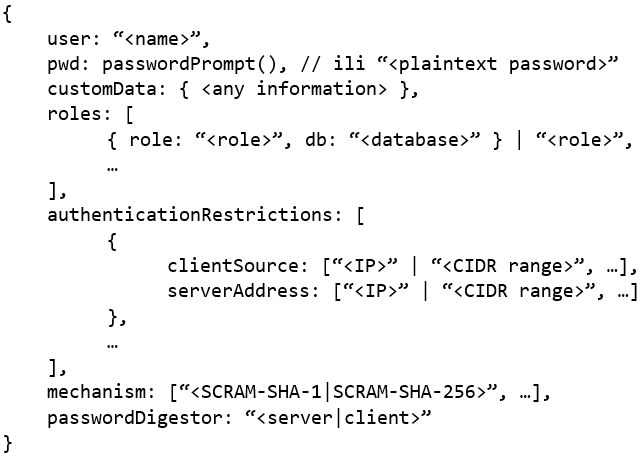 {
user: “<name>”,
pwd: passwordPrompt(), // ili “<plaintext password>”
customData: { <any information> },
roles: [
{ role: “<role>”, db: “<database>” } | “<role>”,
…
],
authenticationRestrictions: [
{
clientSource: [“<IP>” | “<CIDR range>”, …],
serverAddress: [“<IP>” | “<CIDR range>”, …]
},
…
],
mechanism: [“<SCRAM-SHA-1|SCRAM-SHA-256>”, …],
passwordDigestor: “<server|client>”
}